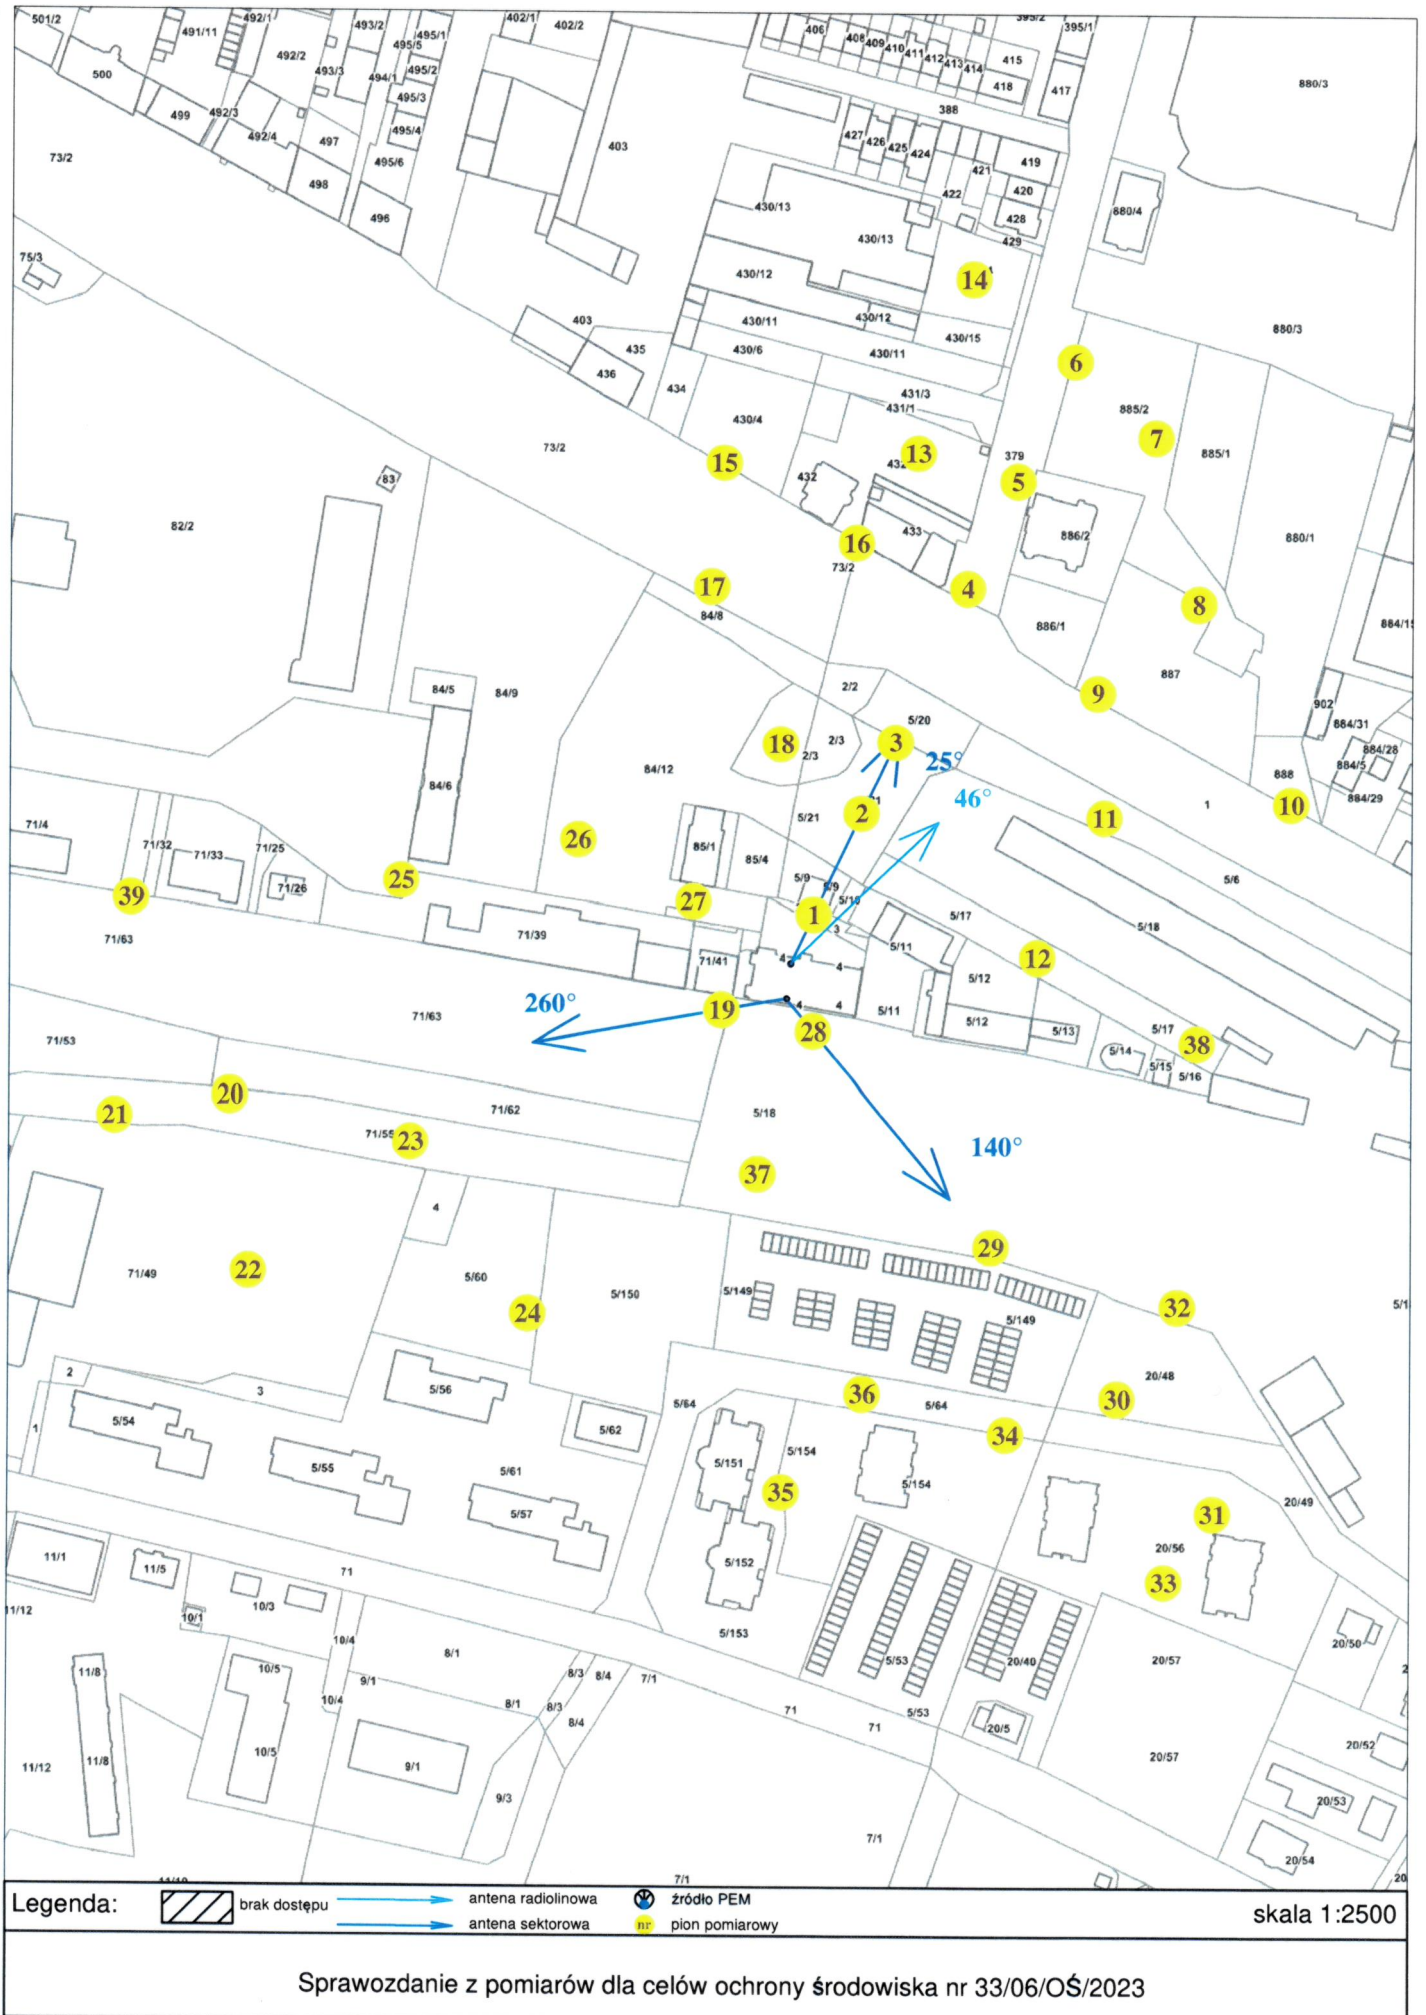 501/2 491/11 492/1 493/2 495/5 495/1 402/1 402/2 406 408 409 410 411 412 413 414 415 395/2 395/1
492/2 493/3 494/1 495/2 418 417 880/3
500 499 492/3 495/3 388
492/4 497 495/4 403 427 426 425 424 419
73/2 495/6 421
498 422 420
496 430/13 428 880/4
430/13 429
75/3 430/12 14
403 430/11 430/12 880/3
435 430/6 430/11 430/15
436 434 6
431/3
430/4 431/1 885/2
73/2 7
15 432 13 379 885/1
83 432 5
82/2 433 886/2 880/1
16
73/2
17 4 8
84/8 886/1 884/15
887
84/5 84/9 2/2 9
902
5/20 884/31
18 2/3 3 884/28
2/3 25° 884/5
84/12 888
84/6 46° 884/29
2 1 10
71/4 5/21 11
26
71/32 71/33 71/25 85/1 85/4
71/26 25 5/9 5/9 5/6
39 27 5/10 5/17
1 5/18
71/63 71/39 3
5/11
71/41 4 4 12
5/12
260° 4 4
71/63 19 5/11 5/12
28 5/13 5/17
71/53 38
5/14
5/15 5/16
20
21 71/62 5/18
71/55 23 140°
37
4
29
22 71/49 5/60
5/150 5/149
24 32
5/149
20/48
2 3 5/56 36 30
5/64 5/64
1 5/54 5/62 34
5/151 5/154
5/55 5/61 5/154
35 20/49
5/57 31
11/1 5/152 20/56
11/5 71 33
11/12 10/1 10/3
5/153
10/4 8/1 20/50
11/8 10/5 9/1 8/3 8/4 7/1 5/53 20/40 20/57
10/4 8/1 8/3
8/4 71 71 5/53 20/5
20/52
11/12 11/8 10/5 9/1 20/57
9/3 20/53
7/1
20/54
7/1
Legenda: brak dostępu antena radiolinowa źródło PEM
antena sektorowa nr pion pomiarowy
skala 1:2500
Sprawozdanie z pomiarów dla celów ochrony środowiska nr 33/06/OŚ/2023